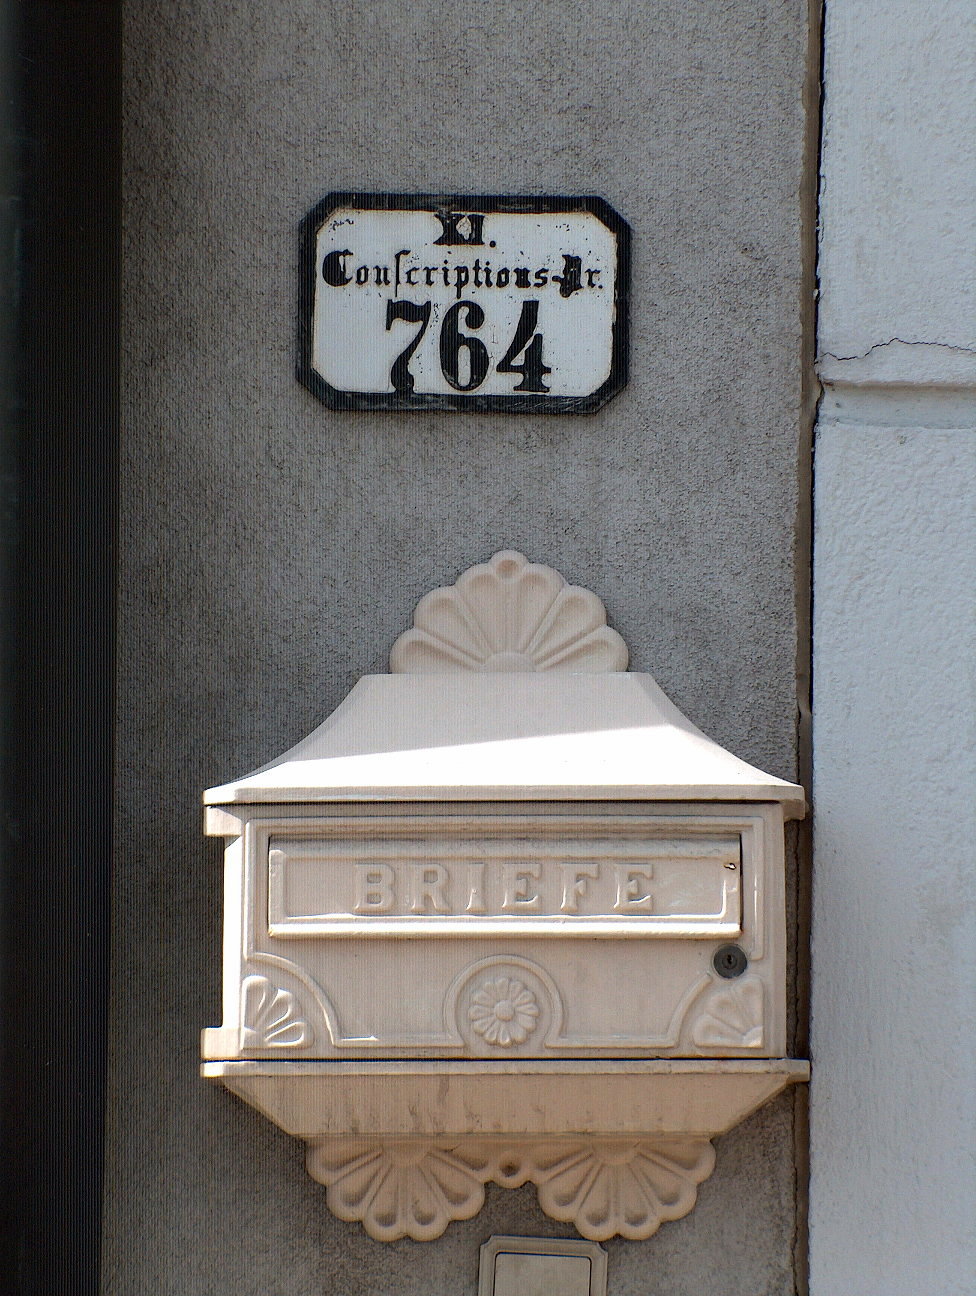 XI.
Conſcriptions-Nr.
764
BRIEFE